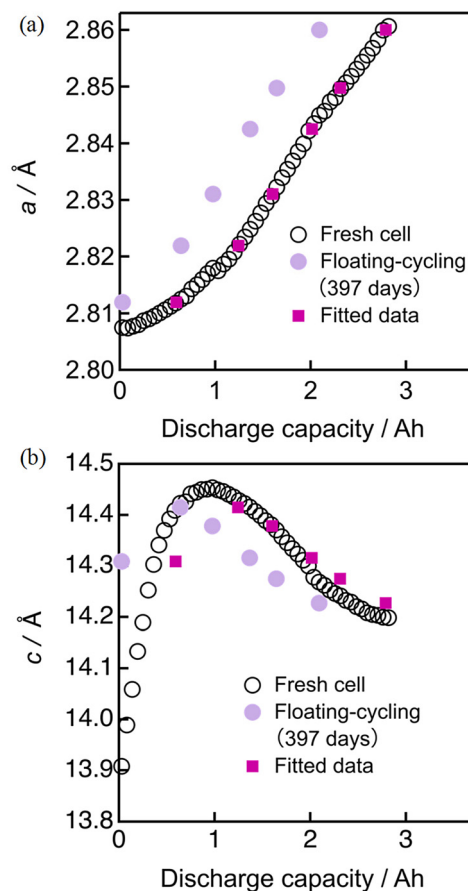 (a)
2.86
2.85
2.84
2.83
2.82
2.81
2.80
a / Å
Fresh cell
Floating-cycling
(397 days)
Fitted data
0
1
2
3
Discharge capacity / Ah
(b)
14.5
14.4
14.3
14.2
14.1
14.0
13.9
13.8
c / Å
Fresh cell
Floating-cycling
(397 days)
Fitted data
0
1
2
3
Discharge capacity / Ah